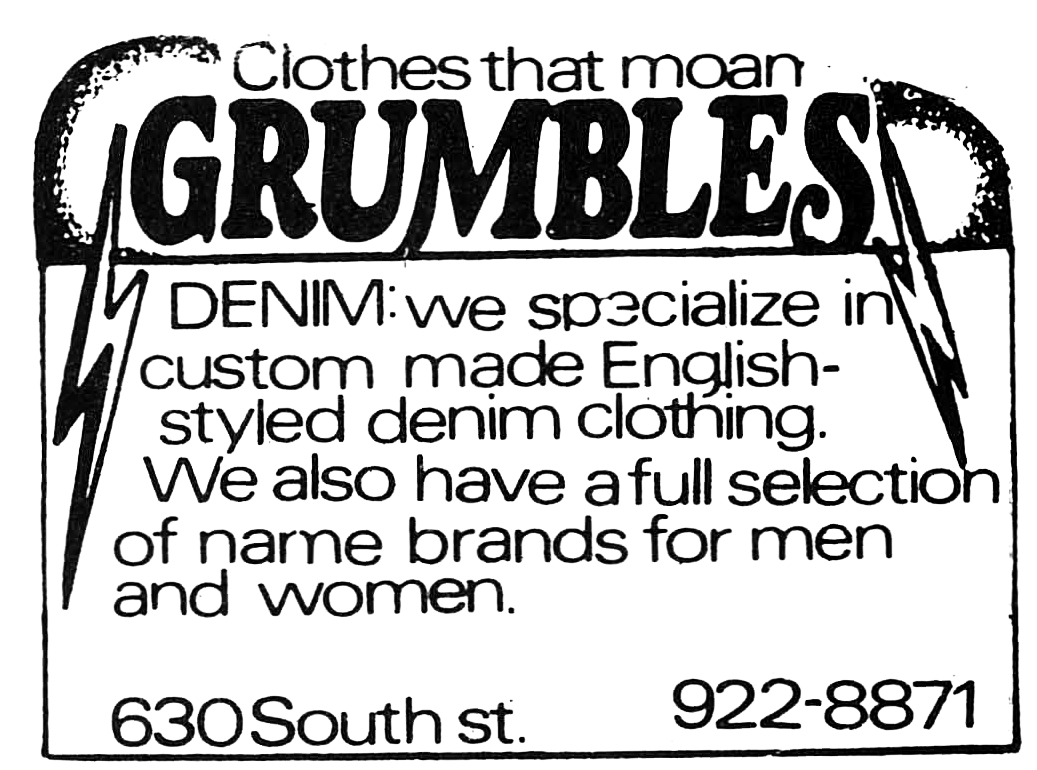 Clothes that moan
GRUMBLES
DENIM: we specialize in
custom made English-
styled denim clothing.
We also have a full selection
of name brands for men
and women.
630 South st.
922-8871